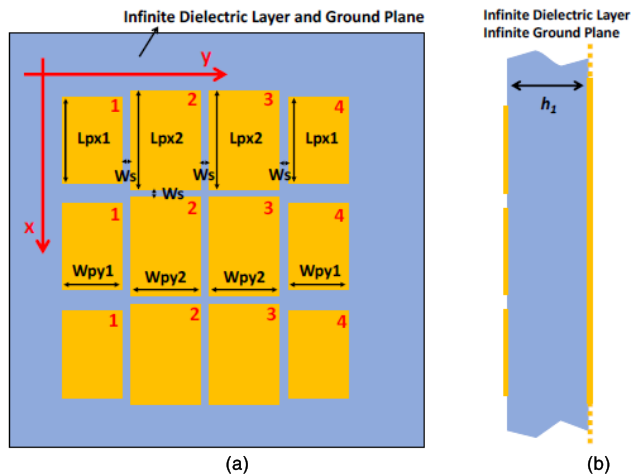 Infinite Dielectric Layer and Ground Plane
y
1 2 3 4
Lpx1 Lpx2 Lpx2 Lpx1
Ws Ws Ws
Ws
x
1 2 3 4
Wpy1 Wpy2 Wpy2 Wpy1
1 2 3 4
(a)
Infinite Dielectric Layer
Infinite Ground Plane
h1
(b)